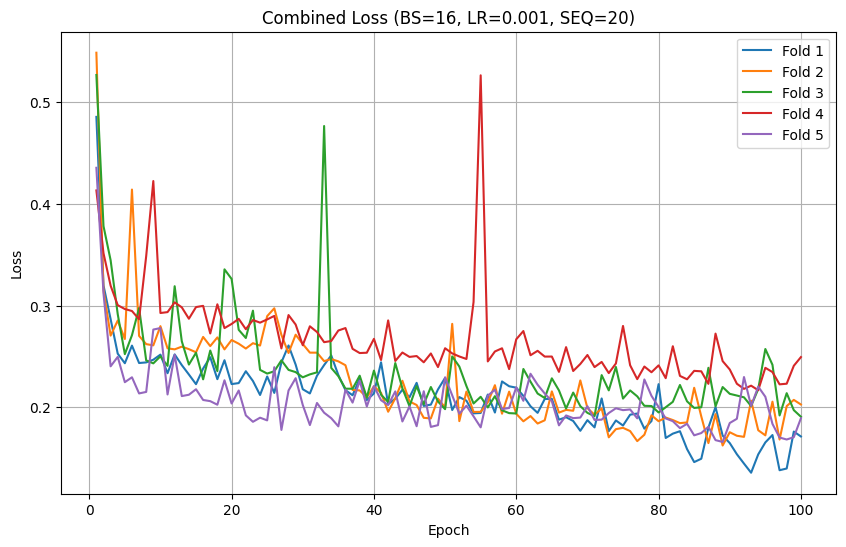 Combined Loss (BS=16, LR=0.001, SEQ=20)
Fold 1
Fold 2
Fold 3
Fold 4
Fold 5
Loss
0.5
0.4
0.3
0.2
0 20 40 60 80 100
Epoch